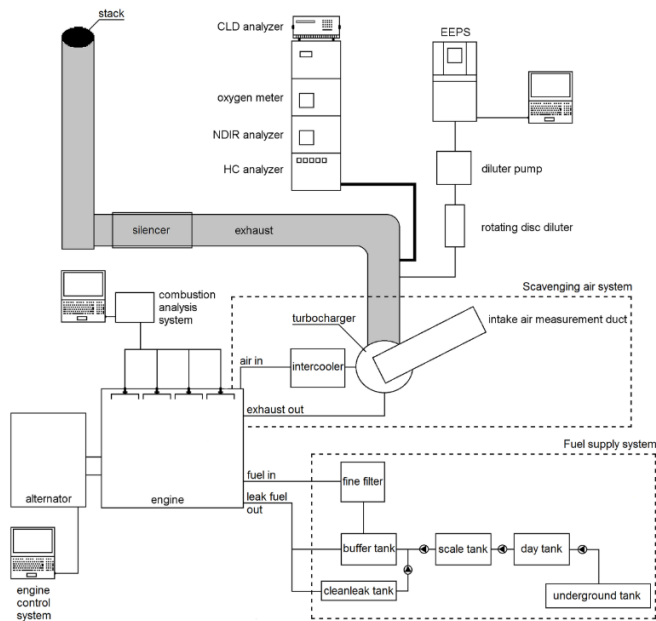 stack
CLD analyzer
EEPS
oxygen meter
NDIR analyzer
HC analyzer
diluter pump
silencer
exhaust
rotating disc diluter
combustion
analysis
system
Scavenging air system
turbocharger
intake air measurement duct
air in
intercooler
exhaust out
Fuel supply system
fuel in
fine filter
alternator
engine
leak fuel
out
buffer tank
scale tank
day tank
cleanleak tank
underground tank
engine
control
system